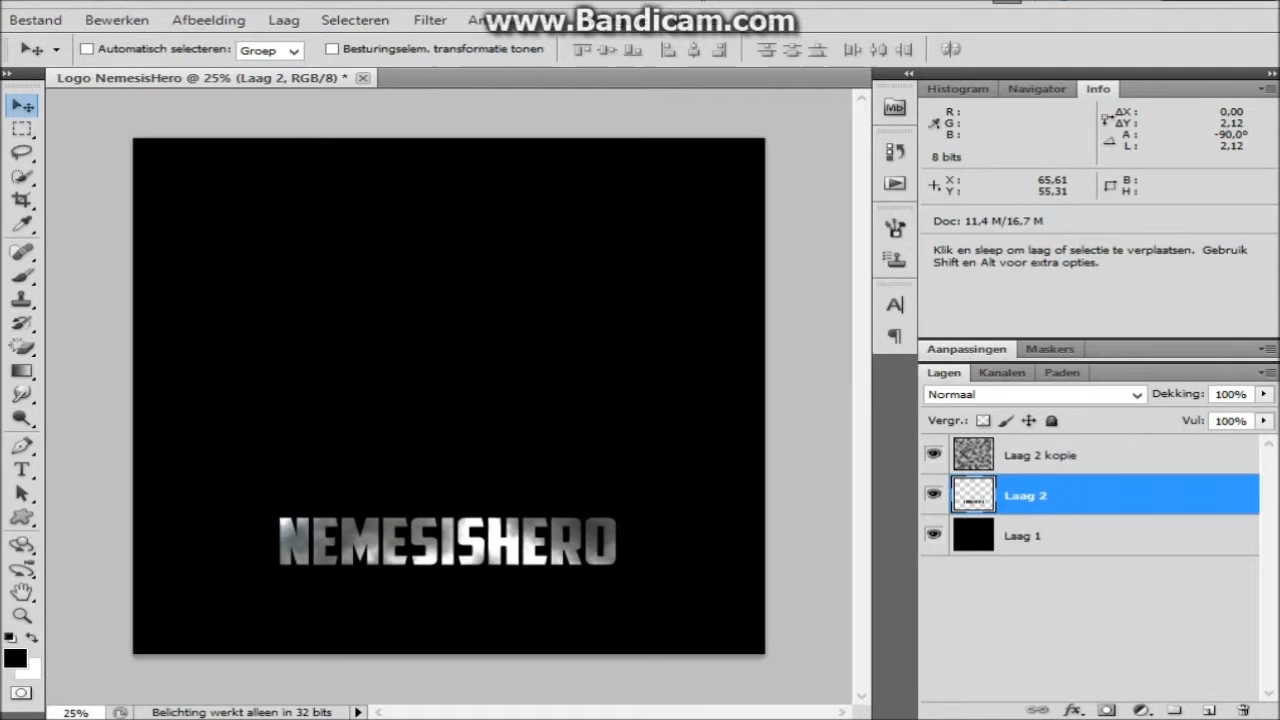 Bestand Bewerken Afbeelding Laag Selecteren Filter
www.Bandicam.com
Automatisch selecteren: Groep Besturingselem. transformatie tonen
Logo NemesisHero @ 25% (Laag 2, RGB/8) *
Histogram Navigator Info
R: ΔX: 0,00
G: ΔY: 2,12
B: A: -90,0°
8 bits L: 2,12
X: 65,61 B:
Y: 55,31 H:
Doc: 11,4 M/16,7 M
Klik en sleep om laag of selectie te verplaatsen. Gebruik
Shift en Alt voor extra opties.
Mb
A
Aanpassingen Maskers
Lagen Kanalen Paden
Normaal Dekking: 100%
Vergr.: Vul: 100%
Laag 2 kopie
Laag 2
Laag 1
NEMESISHERO
T
fx
25% Belichting werkt alleen in 32 bits